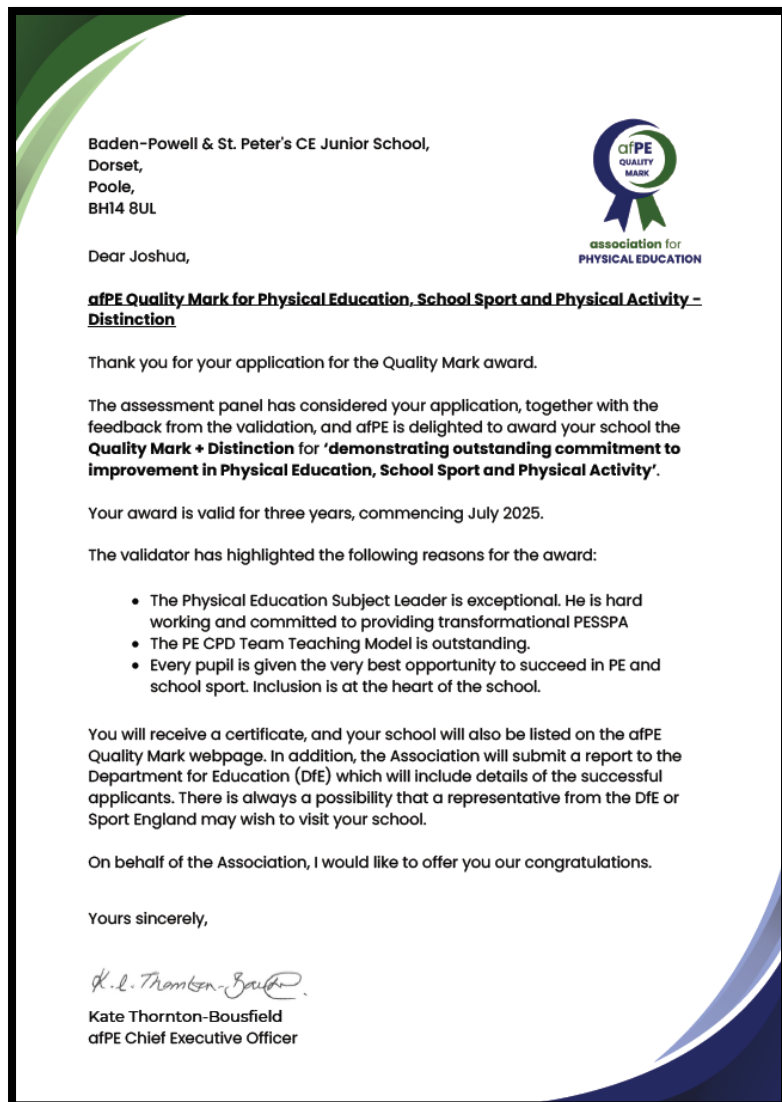 Baden-Powell & St. Peter's CE Junior School,
Dorset,
Poole,
BH14 8UL
afPE
QUALITY
MARK
association for
PHYSICAL EDUCATION
Dear Joshua,
afPE Quality Mark for Physical Education, School Sport and Physical Activity -
Distinction
Thank you for your application for the Quality Mark award.
The assessment panel has considered your application, together with the
feedback from the validation, and afPE is delighted to award your school the
Quality Mark + Distinction for ‘demonstrating outstanding commitment to
improvement in Physical Education, School Sport and Physical Activity’.
Your award is valid for three years, commencing July 2025.
The validator has highlighted the following reasons for the award:
• The Physical Education Subject Leader is exceptional. He is hard
working and committed to providing transformational PESSPA
• The PE CPD Team Teaching Model is outstanding.
• Every pupil is given the very best opportunity to succeed in PE and
school sport. Inclusion is at the heart of the school.
You will receive a certificate, and your school will also be listed on the afPE
Quality Mark webpage. In addition, the Association will submit a report to the
Department for Education (DfE) which will include details of the successful
applicants. There is always a possibility that a representative from the DfE or
Sport England may wish to visit your school.
On behalf of the Association, I would like to offer you our congratulations.
Yours sincerely,
K. l. Thornton-Bousfield
Kate Thornton-Bousfield
afPE Chief Executive Officer